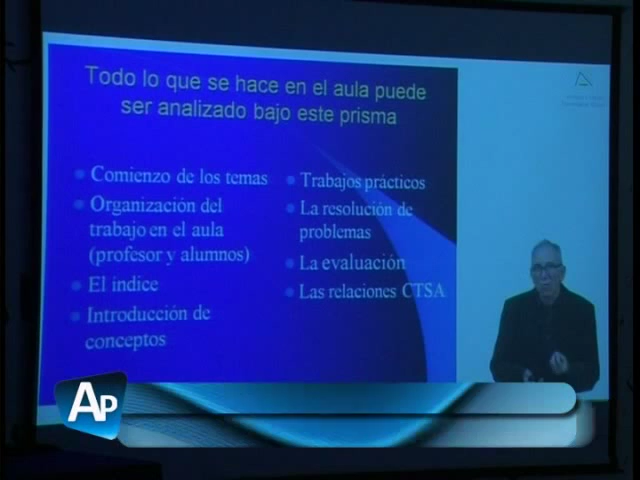 Todo lo que se hace en el aula puede
ser analizado bajo este prisma
Comienzo de los temas
Organización del
trabajo en el aula
(profesor y alumnos)
El índice
Introducción de
conceptos
Trabajos prácticos
La resolución de
problemas
La evaluación
Las relaciones CTSA
AP